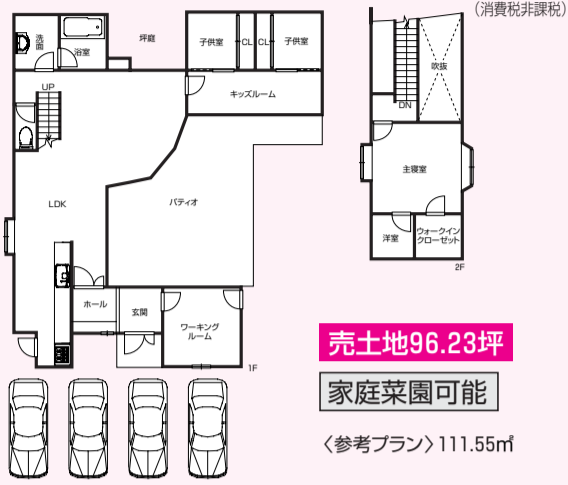 (消費税非課税)
洗面
浴室
坪庭
子供室
CL
CL
子供室
吹抜
UP
キッズルーム
DN
主寝室
LDK
パティオ
洋室
ウォークイン
クローゼット
2F
ホール
玄関
ワーキング
ルーム
1F
売土地96.23坪
家庭菜園可能
〈参考プラン〉111.55㎡